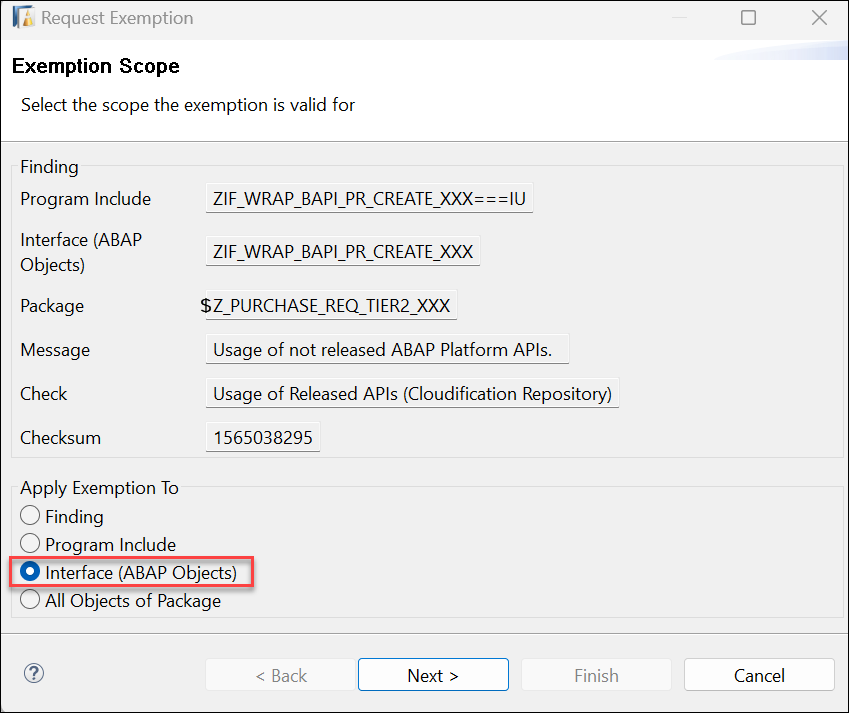 Request Exemption
Exemption Scope
Select the scope the exemption is valid for
Finding
Program Include ZIF_WRAP_BAPI_PR_CREATE_XXX===IU
Interface (ABAP
Objects) ZIF_WRAP_BAPI_PR_CREATE_XXX
Package $Z_PURCHASE_REQ_TIER2_XXX
Message Usage of not released ABAP Platform APIs.
Check Usage of Released APIs (Cloudification Repository)
Checksum 1565038295
Apply Exemption To
Finding
Program Include
Interface (ABAP Objects)
All Objects of Package
? < Back Next > Finish Cancel